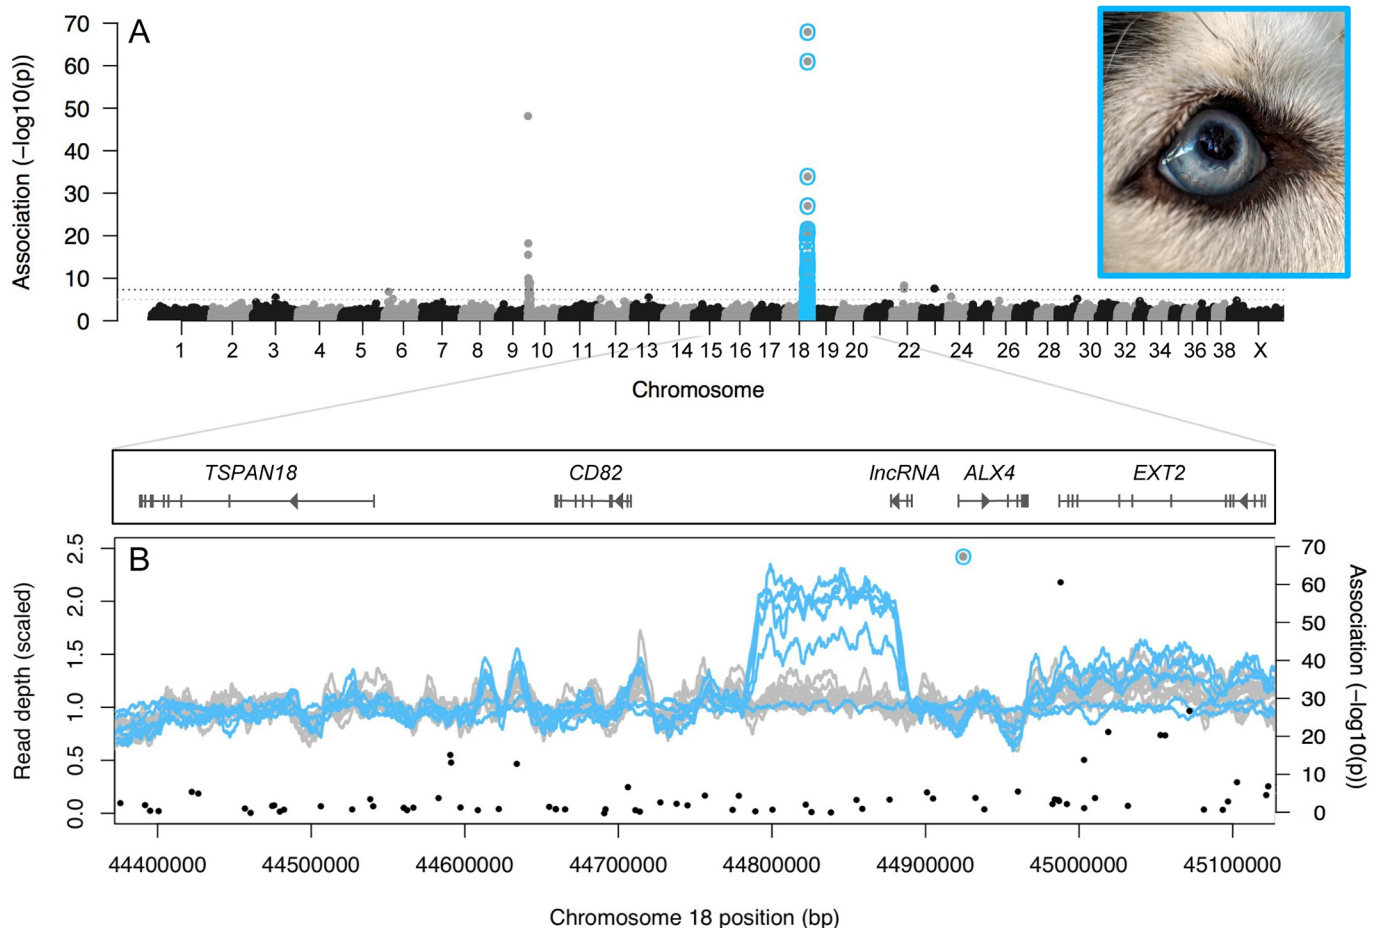 A
70
60
50
40
30
20
10
0
Association (−log10(p))
1 2 3 4 5 6 7 8 9 10 11 12 13 14 15 16 17 18 19 20 22 24 26 28 30 32 34 36 38 X
Chromosome
TSPAN18 CD82 lncRNA ALX4 EXT2
B
2.5
2.0
1.5
1.0
0.5
0.0
Read depth (scaled)
70
60
50
40
30
20
10
0
Association (−log10(p))
44400000 44500000 44600000 44700000 44800000 44900000 45000000 45100000
Chromosome 18 position (bp)